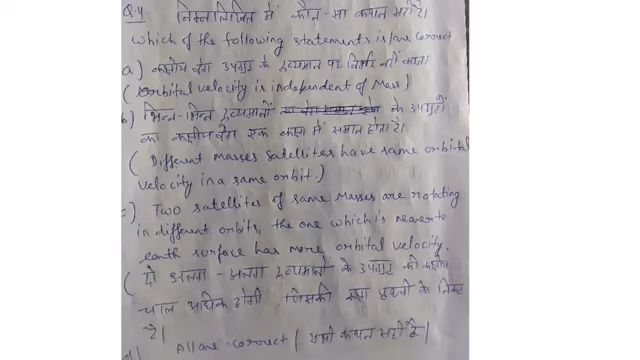 Q.4 निम्नलिखित में कौन-सा कथन सही है।
Which of the following statements is/are correct
a) कक्षीय वेग उपग्रह के द्रव्यमान पर निर्भर नहीं करता
(Orbital velocity is independent of Mass)
b) भिन्न-भिन्न द्रव्यमानों के उपग्रहों
का कक्षीय वेग एक कक्षा में समान होता है।
(Different masses satellites have same orbital
velocity in a same orbit.)
c) Two satellites of same masses are rotating
in different orbits, the one which is nearer to
earth surface has more orbital velocity.
(दो अलग-अलग द्रव्यमानों के उपग्रह की कक्षीय
चाल अधिक होगी जिसकी कक्षा पृथ्वी के निकट
है।
d) All are correct / सभी कथन सही हैं।